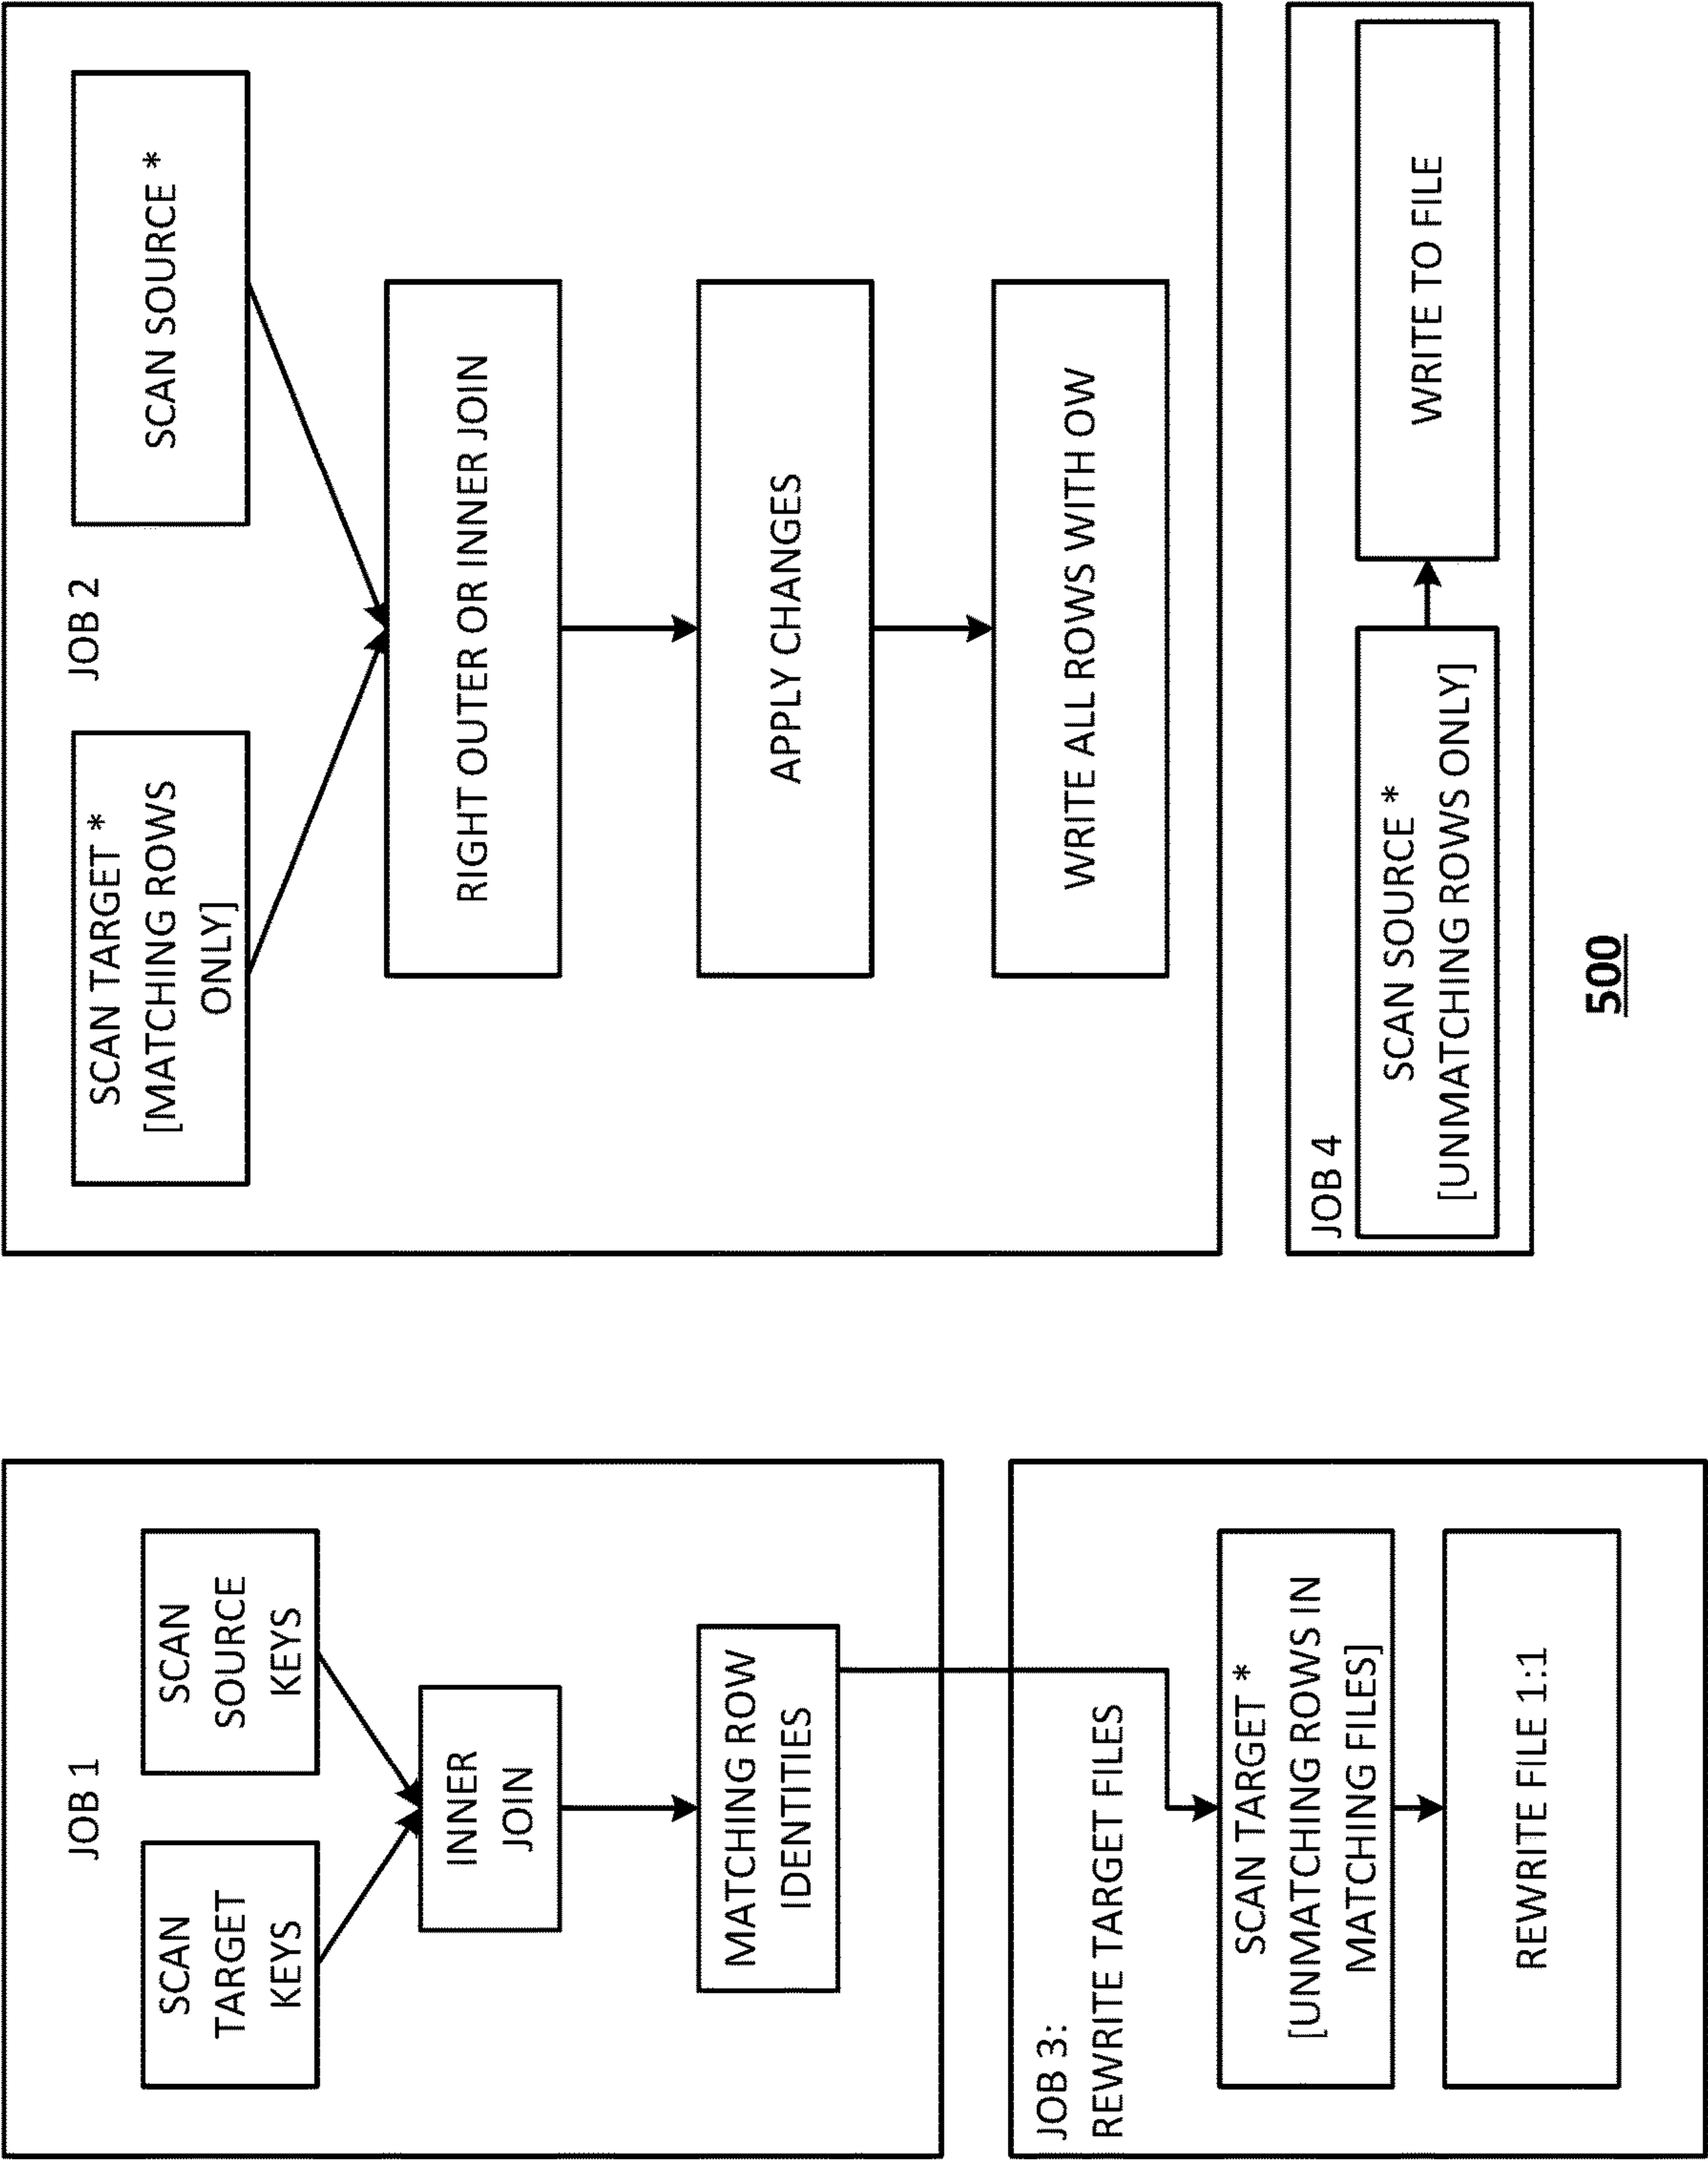 JOB 1
SCAN
TARGET
KEYS
SCAN
SOURCE
KEYS
INNER
JOIN
MATCHING ROW
IDENTITIES
JOB 3:
REWRITE TARGET FILES
SCAN TARGET *
[UNMATCHING ROWS IN
MATCHING FILES]
REWRITE FILE 1:1
JOB 2
SCAN TARGET *
[MATCHING ROWS
ONLY]
SCAN SOURCE *
RIGHT OUTER OR INNER JOIN
APPLY CHANGES
WRITE ALL ROWS WITH OW
JOB 4
SCAN SOURCE *
[UNMATCHING ROWS ONLY]
WRITE TO FILE
500